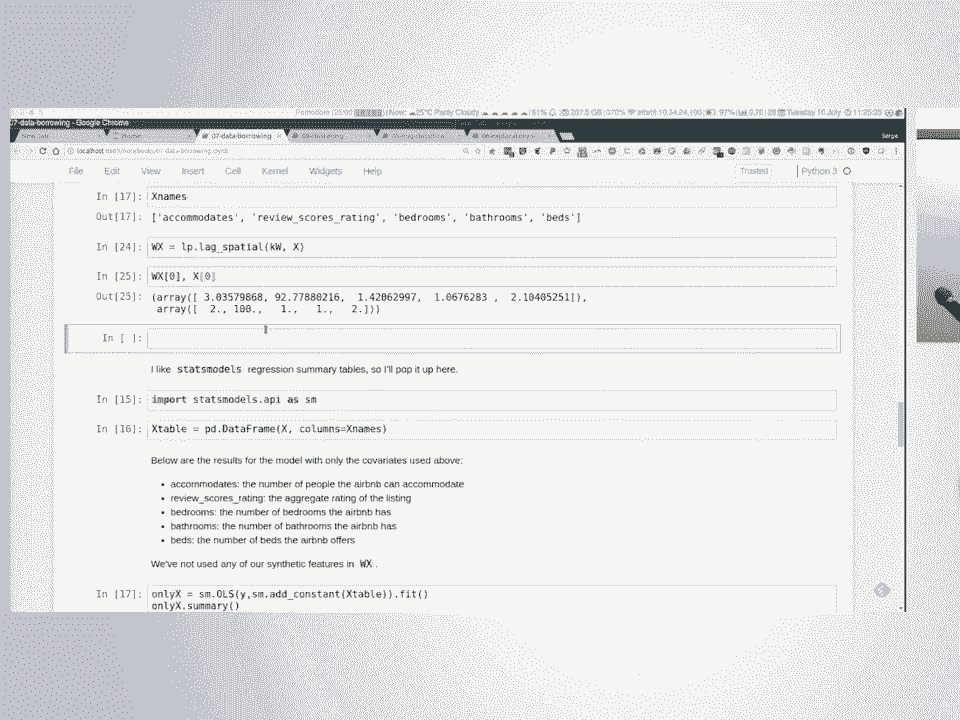 07-data-borrowing - Google Chrome
07-data-borrowing
Serge
File Edit View Insert Cell Kernel Widgets Help Trusted Python 3
In [17]: Xnames
Out[17]: ['accommodates', 'review_scores_rating', 'bedrooms', 'bathrooms', 'beds']
In [24]: WX = lp.lag_spatial(kW, X)
In [25]: WX[0], X[0]
Out[25]: (array([ 3.03579868, 92.77880216, 1.42862997, 1.0676283 , 2.10405251]),
array([ 2., 100., 1., 1., 2.]))
In [ ]:
I like statsmodels regression summary tables, so I'll pop it up here.
In [15]: import statsmodels.api as sm
In [16]: Xtable = pd.DataFrame(X, columns=Xnames)
Below are the results for the model with only the covariates used above:
• accommodates: the number of people the airbnb can accommodate
• review_scores_rating: the aggregate rating of the listing
• bedrooms: the number of bedrooms the airbnb has
• bathrooms: the number of bathrooms the airbnb has
• beds: the number of beds the airbnb offers
We've not used any of our synthetic features in WX .
In [17]: onlyX = sm.OLS(y,sm.add_constant(Xtable)).fit()
onlyX.summary()